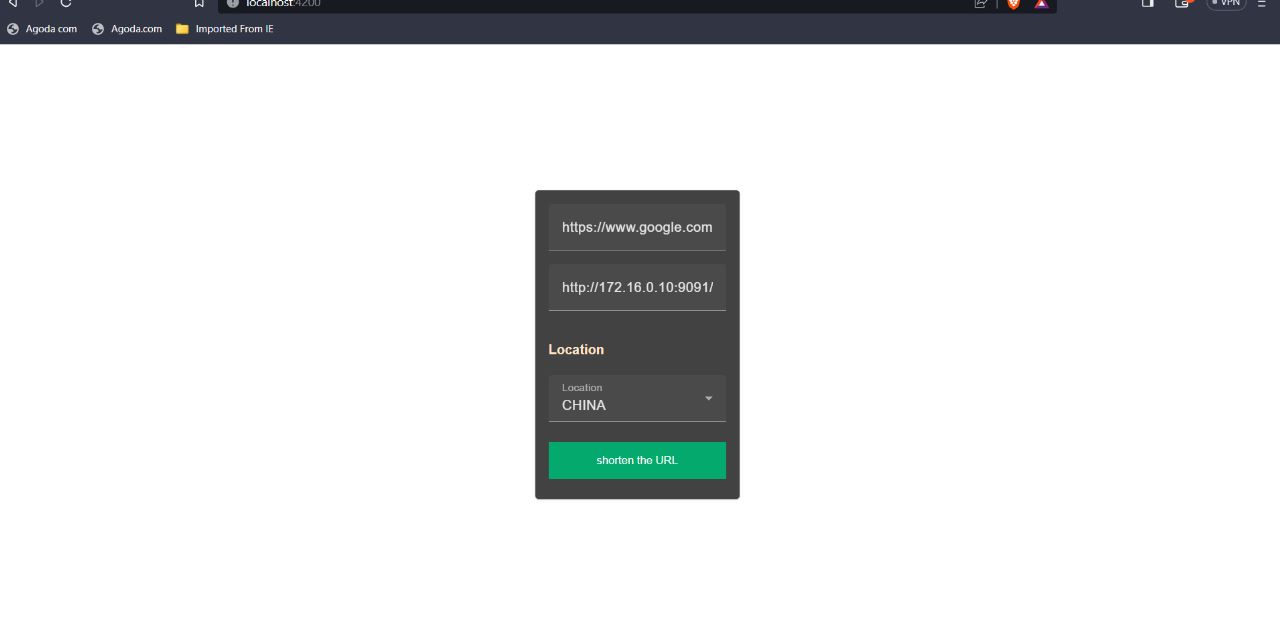 localhost:4200
VPN
Agoda com
Agoda.com
Imported From IE
https://www.google.com
http://172.16.0.10:9091/
Location
Location
CHINA
shorten the URL